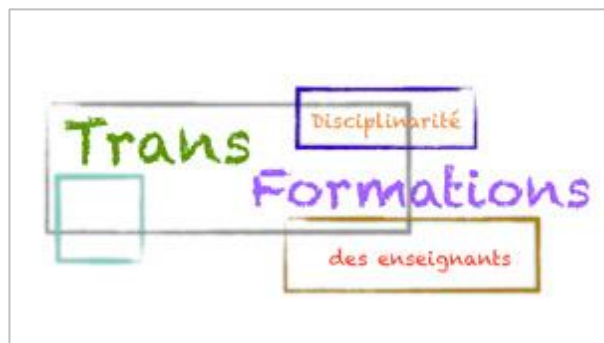 Disciplinarité
Trans
Formations
des enseignants